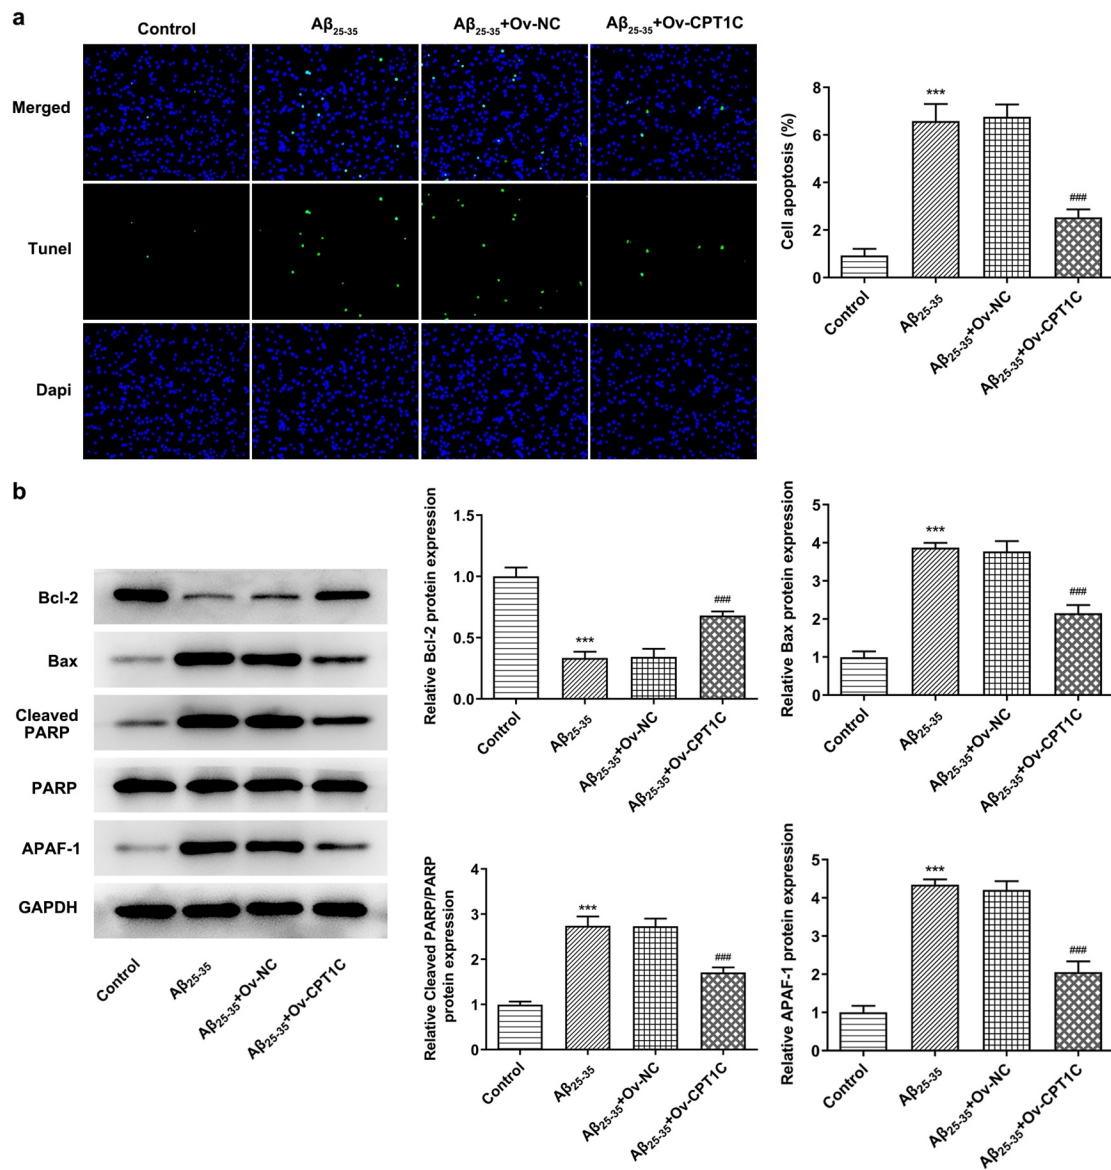 a
Control
Aβ25-35
Aβ25-35+Ov-NC
Aβ25-35+Ov-CPT1C
Merged
Tunel
Dapi
Cell apoptosis (%)
8
6
4
2
0
***
###
Control
Aβ25-35
Aβ25-35+Ov-NC
Aβ25-35+Ov-CPT1C
b
Bcl-2
Bax
Cleaved
PARP
PARP
APAF-1
GAPDH
Control
Aβ25-35
Aβ25-35+Ov-NC
Aβ25-35+Ov-CPT1C
Relative Bcl-2 protein expression
1.5
1.0
0.5
0.0
***
###
Control
Aβ25-35
Aβ25-35+Ov-NC
Aβ25-35+Ov-CPT1C
Relative Bax protein expression
5
4
3
2
1
0
***
###
Control
Aβ25-35
Aβ25-35+Ov-NC
Aβ25-35+Ov-CPT1C
Relative Cleaved PARP/PARP
protein expression
4
3
2
1
0
***
###
Control
Aβ25-35
Aβ25-35+Ov-NC
Aβ25-35+Ov-CPT1C
Relative APAF-1 protein expression
5
4
3
2
1
0
***
###
Control
Aβ25-35
Aβ25-35+Ov-NC
Aβ25-35+Ov-CPT1C